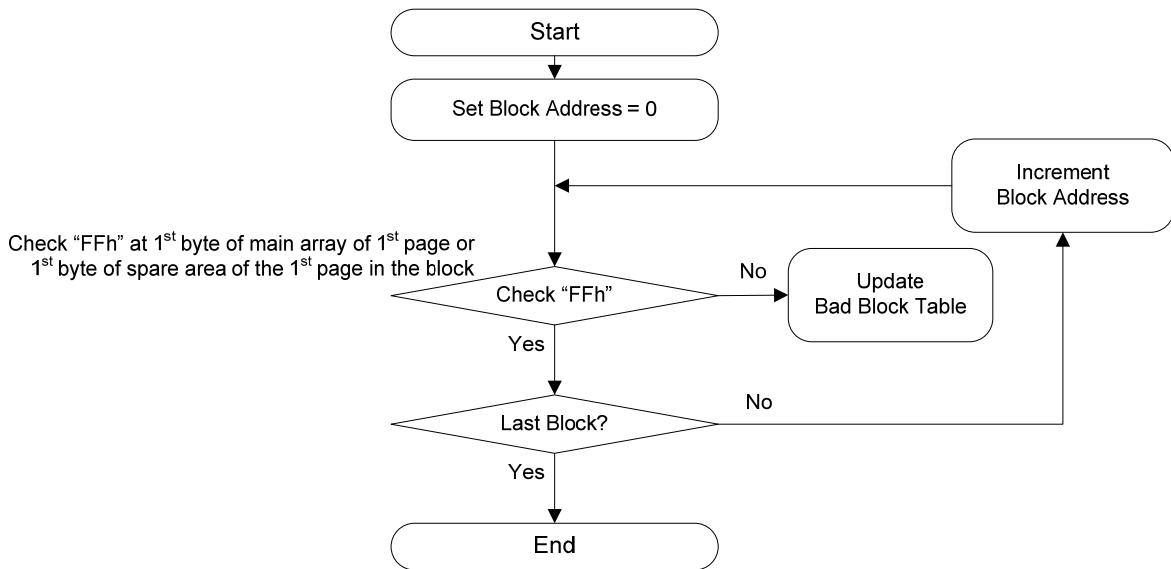 Start
Set Block Address = 0
Increment
Block Address
Check “FFh” at 1st byte of main array of 1st page or
1st byte of spare area of the 1st page in the block
Check “FFh”
No
Update
Bad Block Table
Yes
Last Block?
No
Yes
End